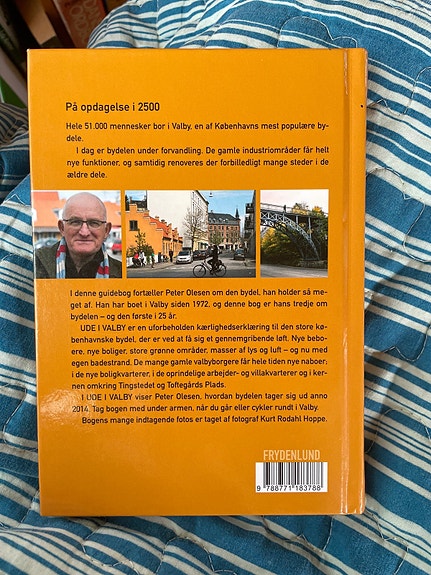 På opdagelse i 2500
Hele 51.000 mennesker bor i Valby, en af Københavns mest populære by-
dele.
I dag er bydelen under forvandling. De gamle industriområder får helt
nye funktioner, og samtidig renoveres der forbilledligt mange steder i de
ældre dele.
I denne guidebog fortæller Peter Olesen om den bydel, han holder så me-
get af. Han har boet i Valby siden 1972, og denne bog er hans tredje om
bydelen – og den første i 25 år.
UDE I VALBY er en uforbeholden kærlighedserklæring til den store kø-
benhavnske bydel, der er ved at få sig et gennemgribende løft. Nye bebo-
ere, nye boliger, store grønne områder, masser af lys og luft – og nu med
egen badestrand. De mange gamle valbyborgere får hele tiden nye naboer,
i de nye boligkvarterer, i de oprindelige arbejder- og villakvarterer og i ker-
nen omkring Tingstedet og Toftegårds Plads.
I UDE I VALBY viser Peter Olesen, hvordan bydelen tager sig ud anno
2014. Tag bogen med under armen, når du går eller cykler rundt i Valby.
Bogens mange indtagende fotos er taget af fotograf Kurt Rodahl Hoppe.
FRYDENLUND
9 788771 183788